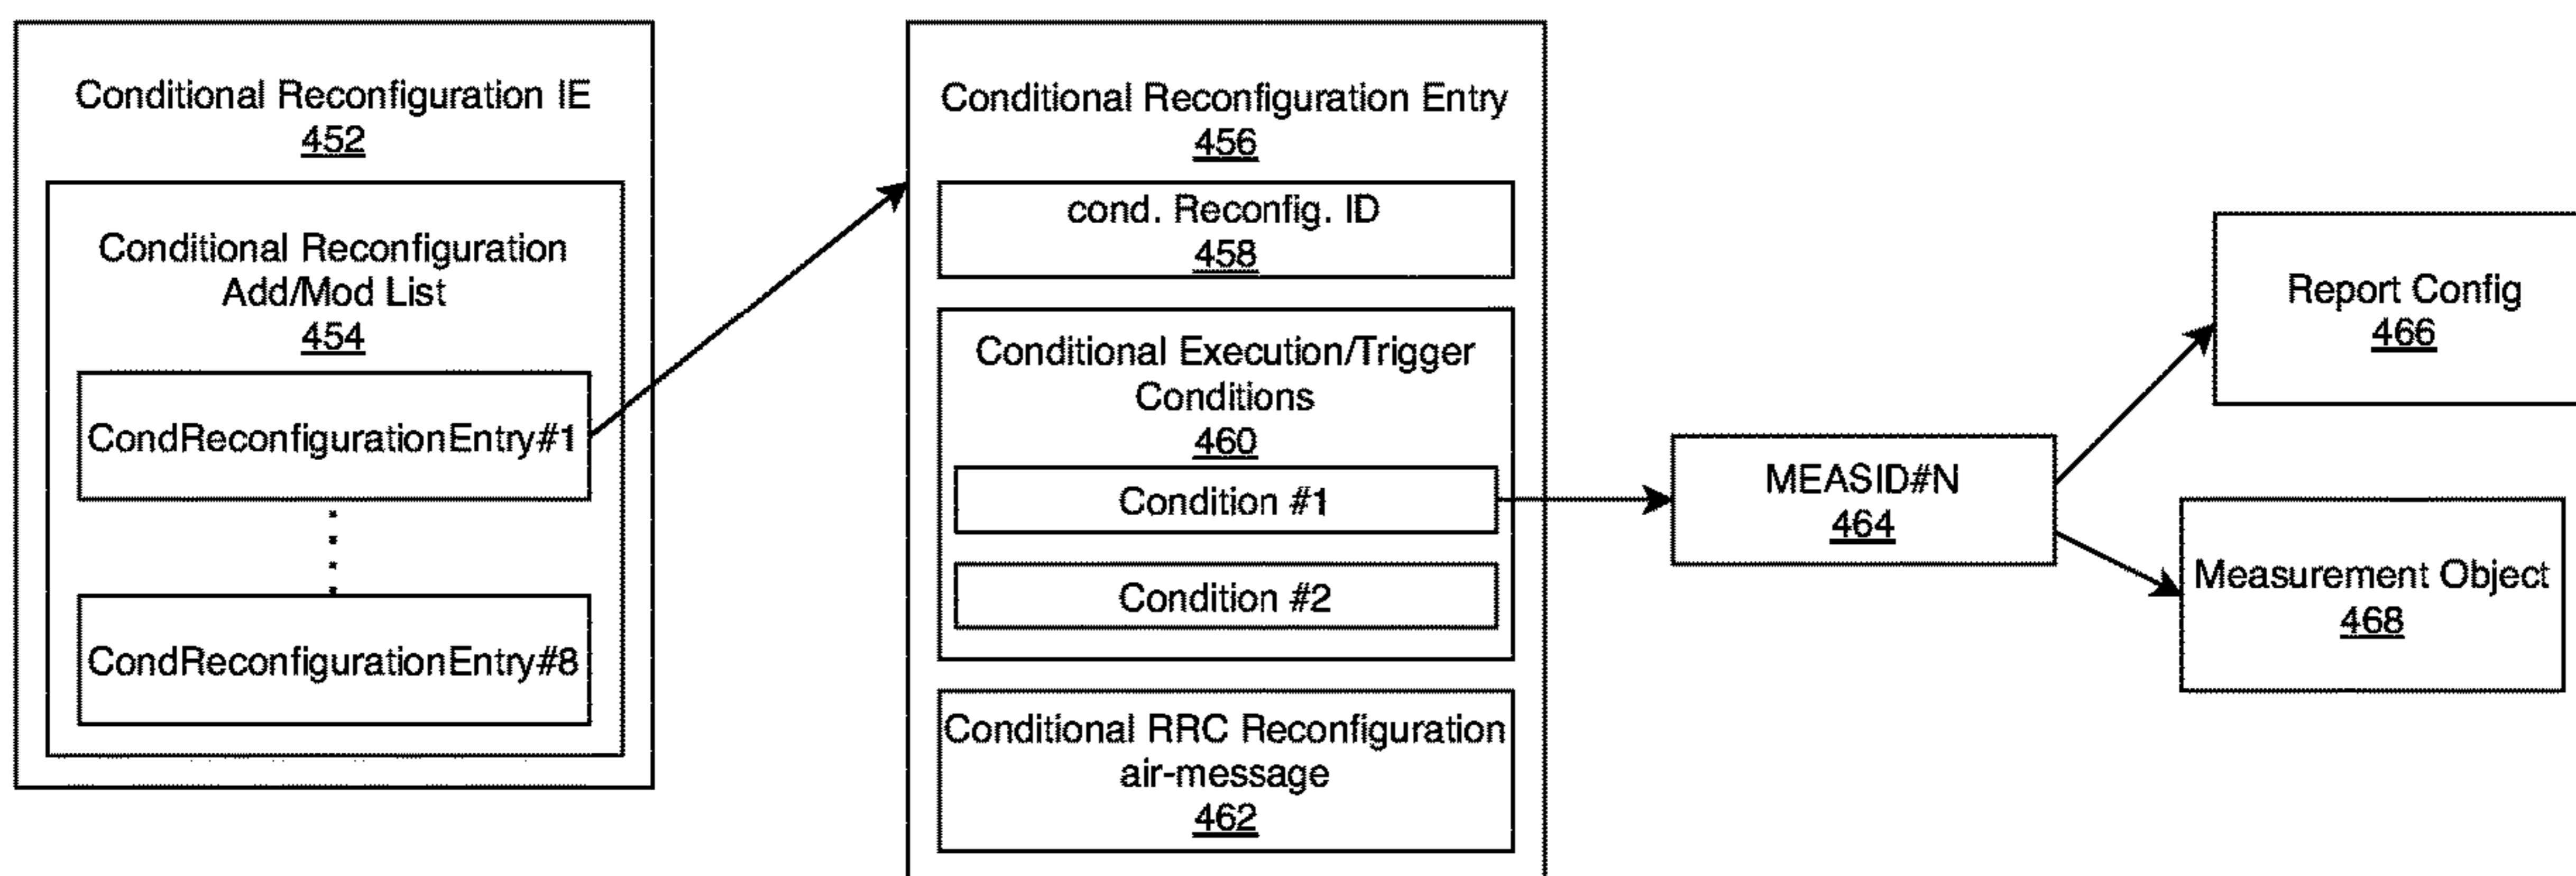 Conditional Reconfiguration IE
452
Conditional Reconfiguration
Add/Mod List
454
CondReconfigurationEntry#1
CondReconfigurationEntry#8
Conditional Reconfiguration Entry
456
cond. Reconfig. ID
458
Conditional Execution/Trigger
Conditions
460
Condition #1
Condition #2
Conditional RRC Reconfiguration
air-message
462
MEASID#N
464
Report Config
466
Measurement Object
468